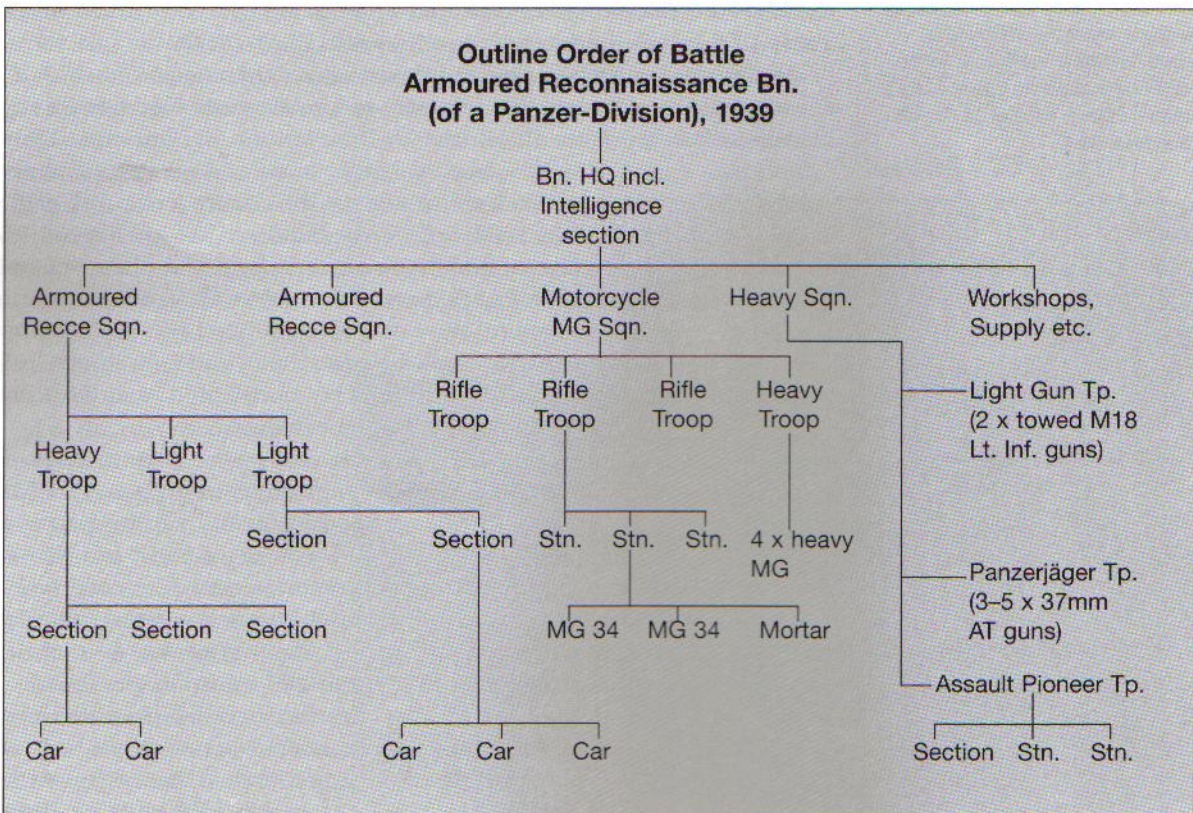 Outline Order of Battle
Armoured Reconnaissance Bn.
(of a Panzer-Division), 1939
Bn. HQ incl.
Intelligence
section
Armoured
Recce Sqn.
Armoured
Recce Sqn.
Motorcycle
MG Sqn.
Heavy Sqn.
Workshops,
Supply etc.
Heavy
Troop
Light
Troop
Light
Troop
Rifle
Troop
Rifle
Troop
Rifle
Troop
Heavy
Troop
Light Gun Tp.
(2 x towed M18
Lt. Inf. guns)
Section
Section
Stn.
Stn.
Stn.
4 x heavy
MG
Panzerjäger Tp.
(3–5 x 37mm
AT guns)
Section
Section
Section
MG 34
MG 34
Mortar
Assault Pioneer Tp.
Car
Car
Car
Car
Car
Section
Stn.
Stn.